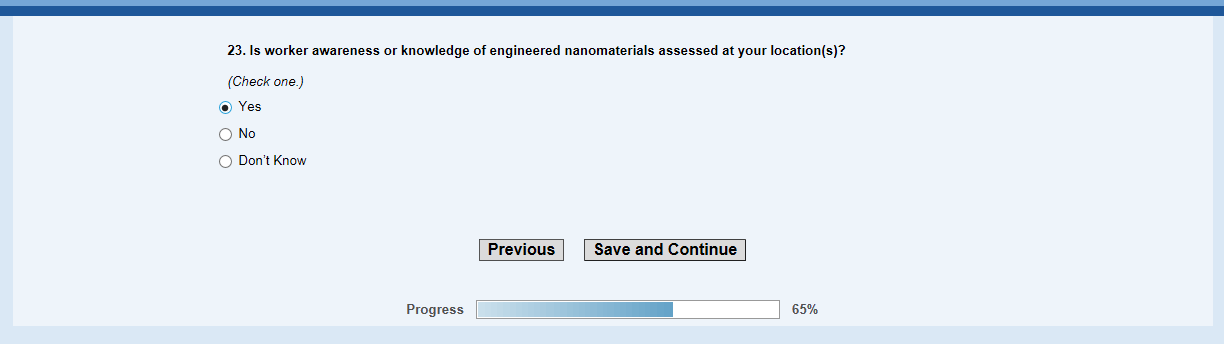 23. Is worker awareness or knowledge of engineered nanomaterials assessed at your location(s)?
(Check one.)
Yes
No
Don't Know
Previous Save and Continue
Progress 65%